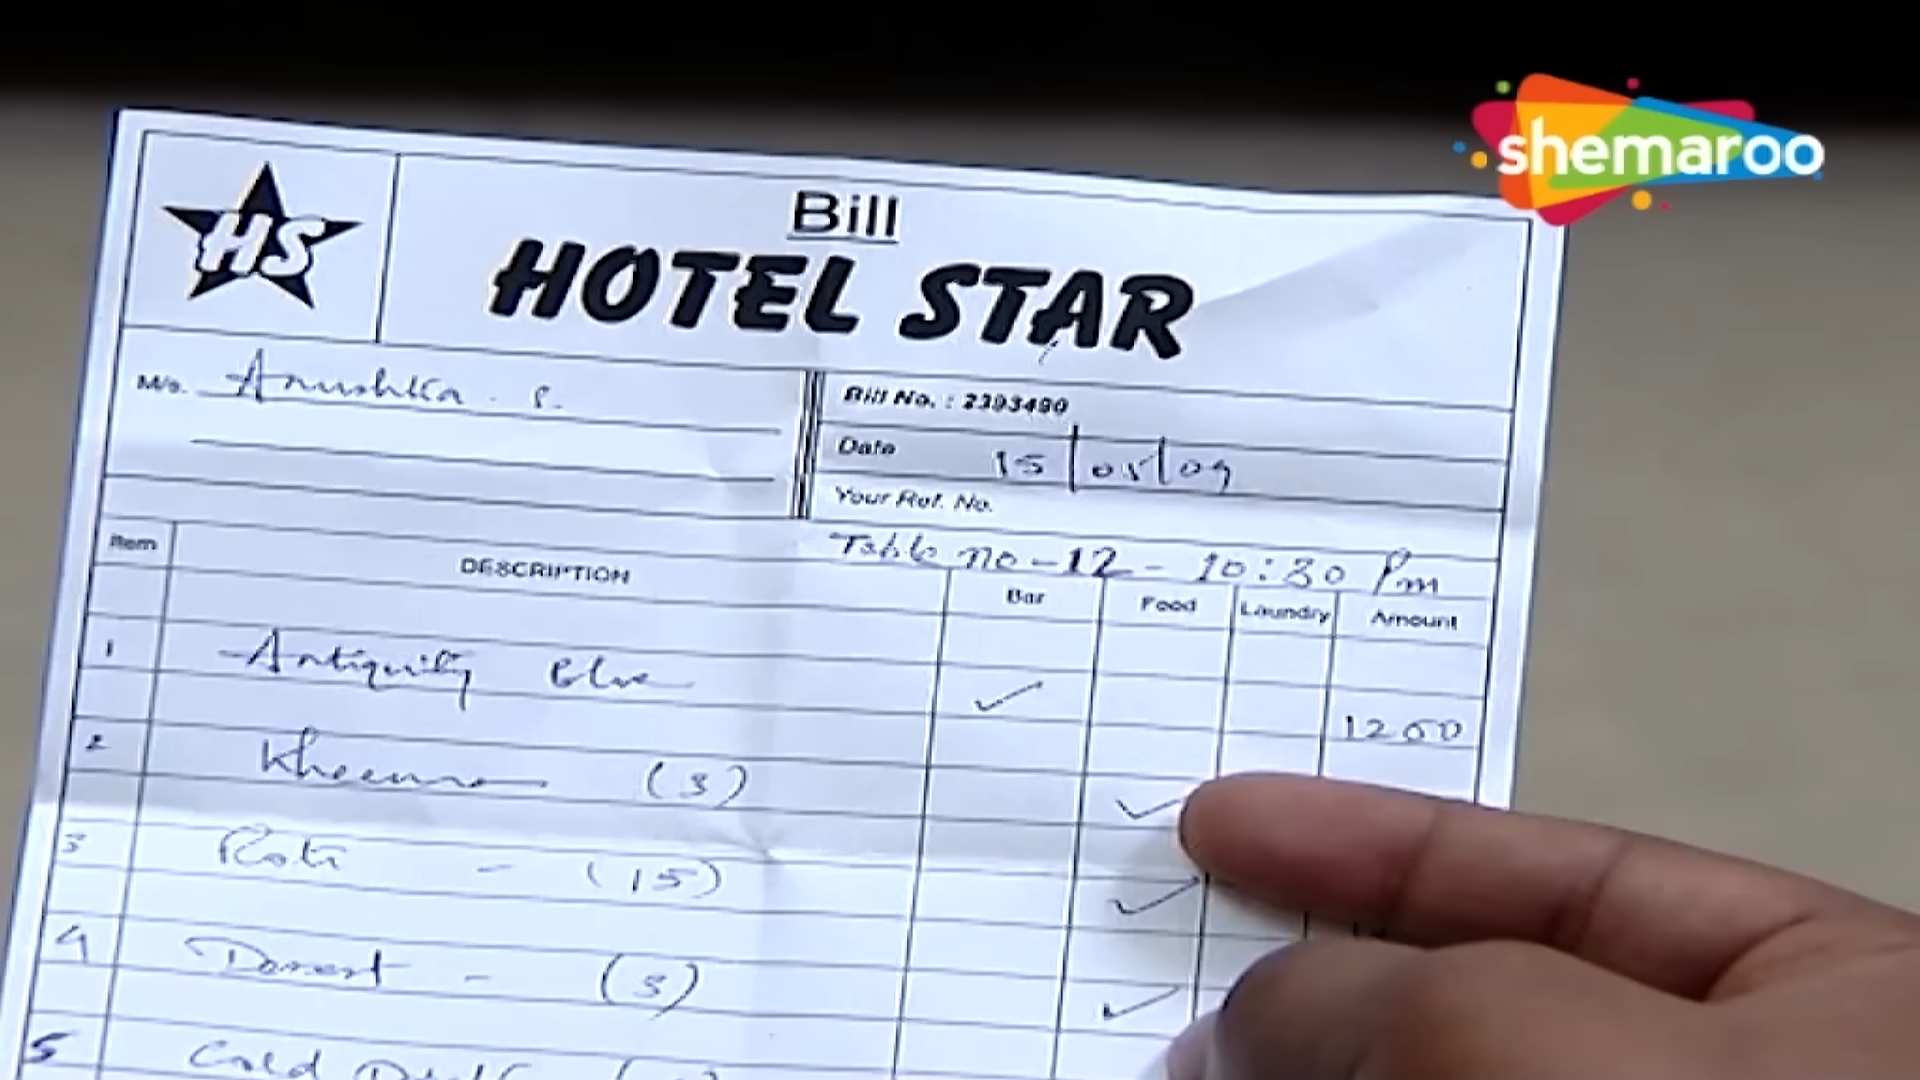 shemaroo
HS
Bill
HOTEL STAR
M/s. Anushka . S.
Bill No. : 2393490
Date 15/05/09
Your Ref. No.
Table no - 12 - 10:30 Pm
Item DESCRIPTION Bar Food Laundry Amount
1 Antiquity Blue ✓ 1200
2 Kheema (3) ✓
3 Roti - (15) ✓
4 Desert - (3) ✓
5 Cold